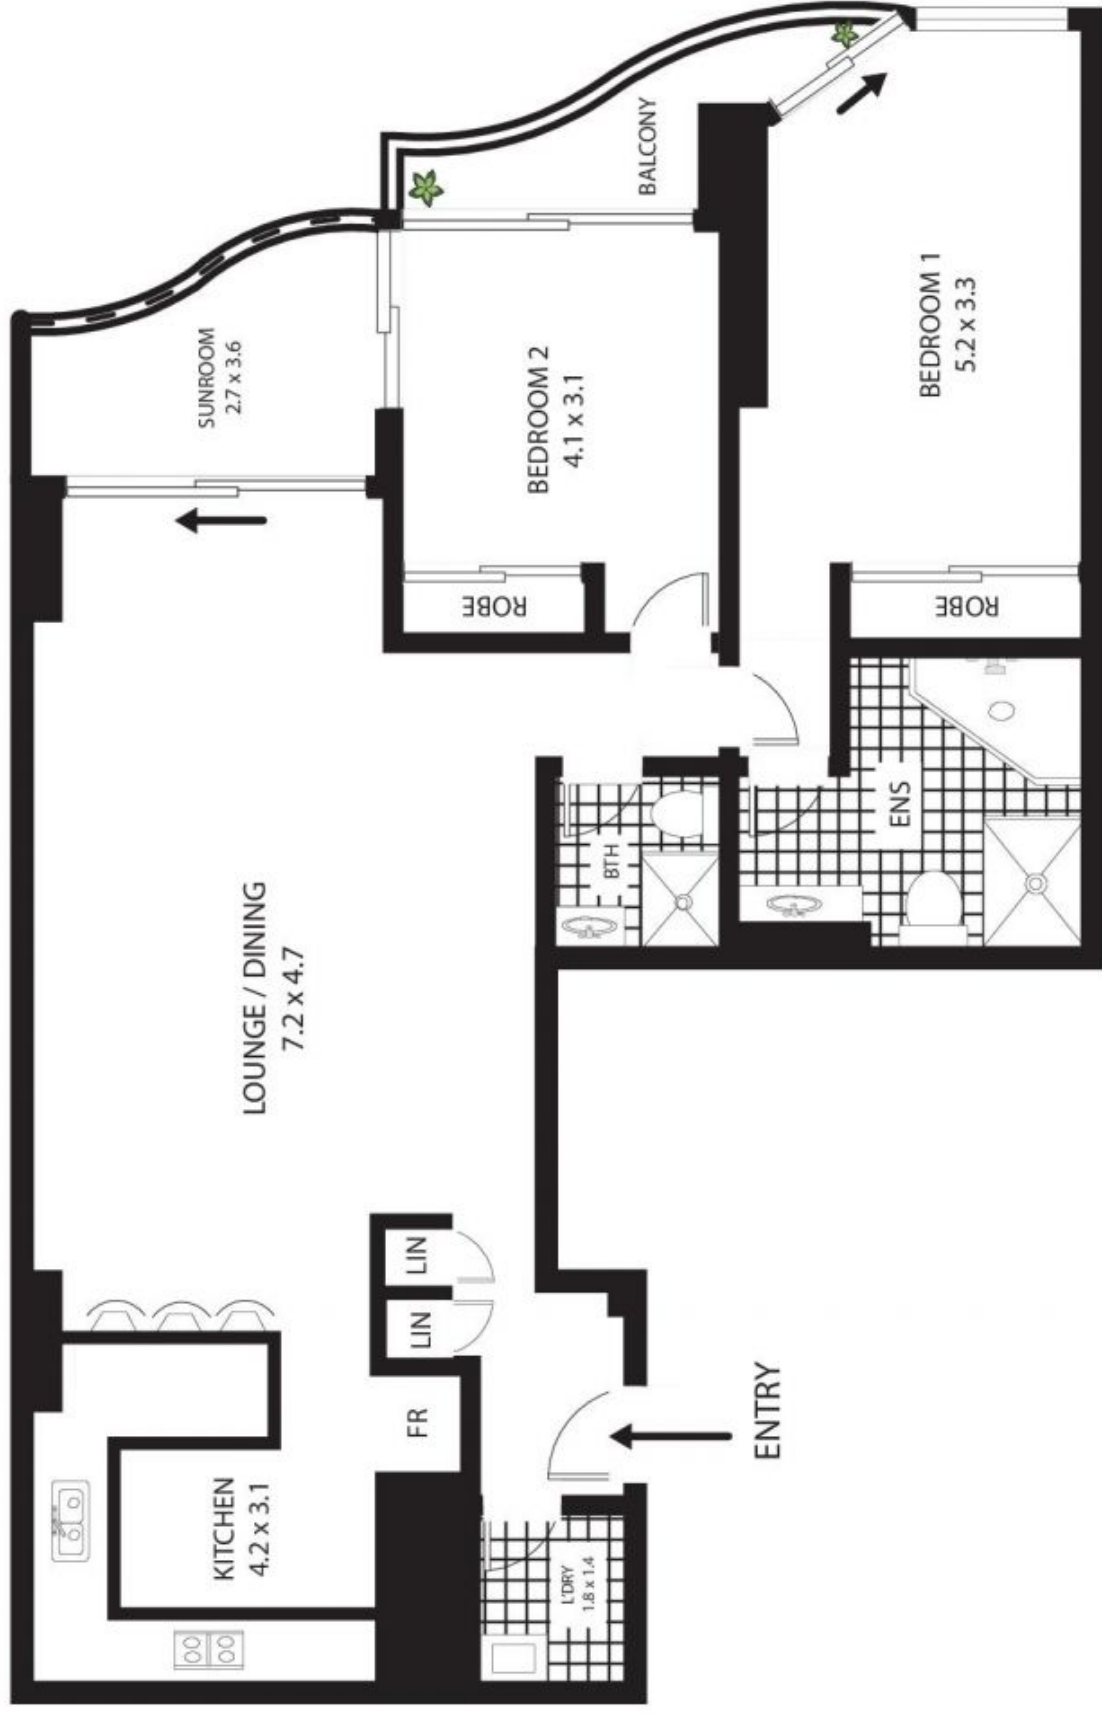 KITCHEN
4.2 x 3.1
FR
LIN
LIN
L'DRY
1.8 x 1.4
ENTRY
LOUNGE / DINING
7.2 x 4.7
SUNROOM
2.7 x 3.6
BEDROOM 2
4.1 x 3.1
ROBE
BTH
ENS
ROBE
BEDROOM 1
5.2 x 3.3
BALCONY